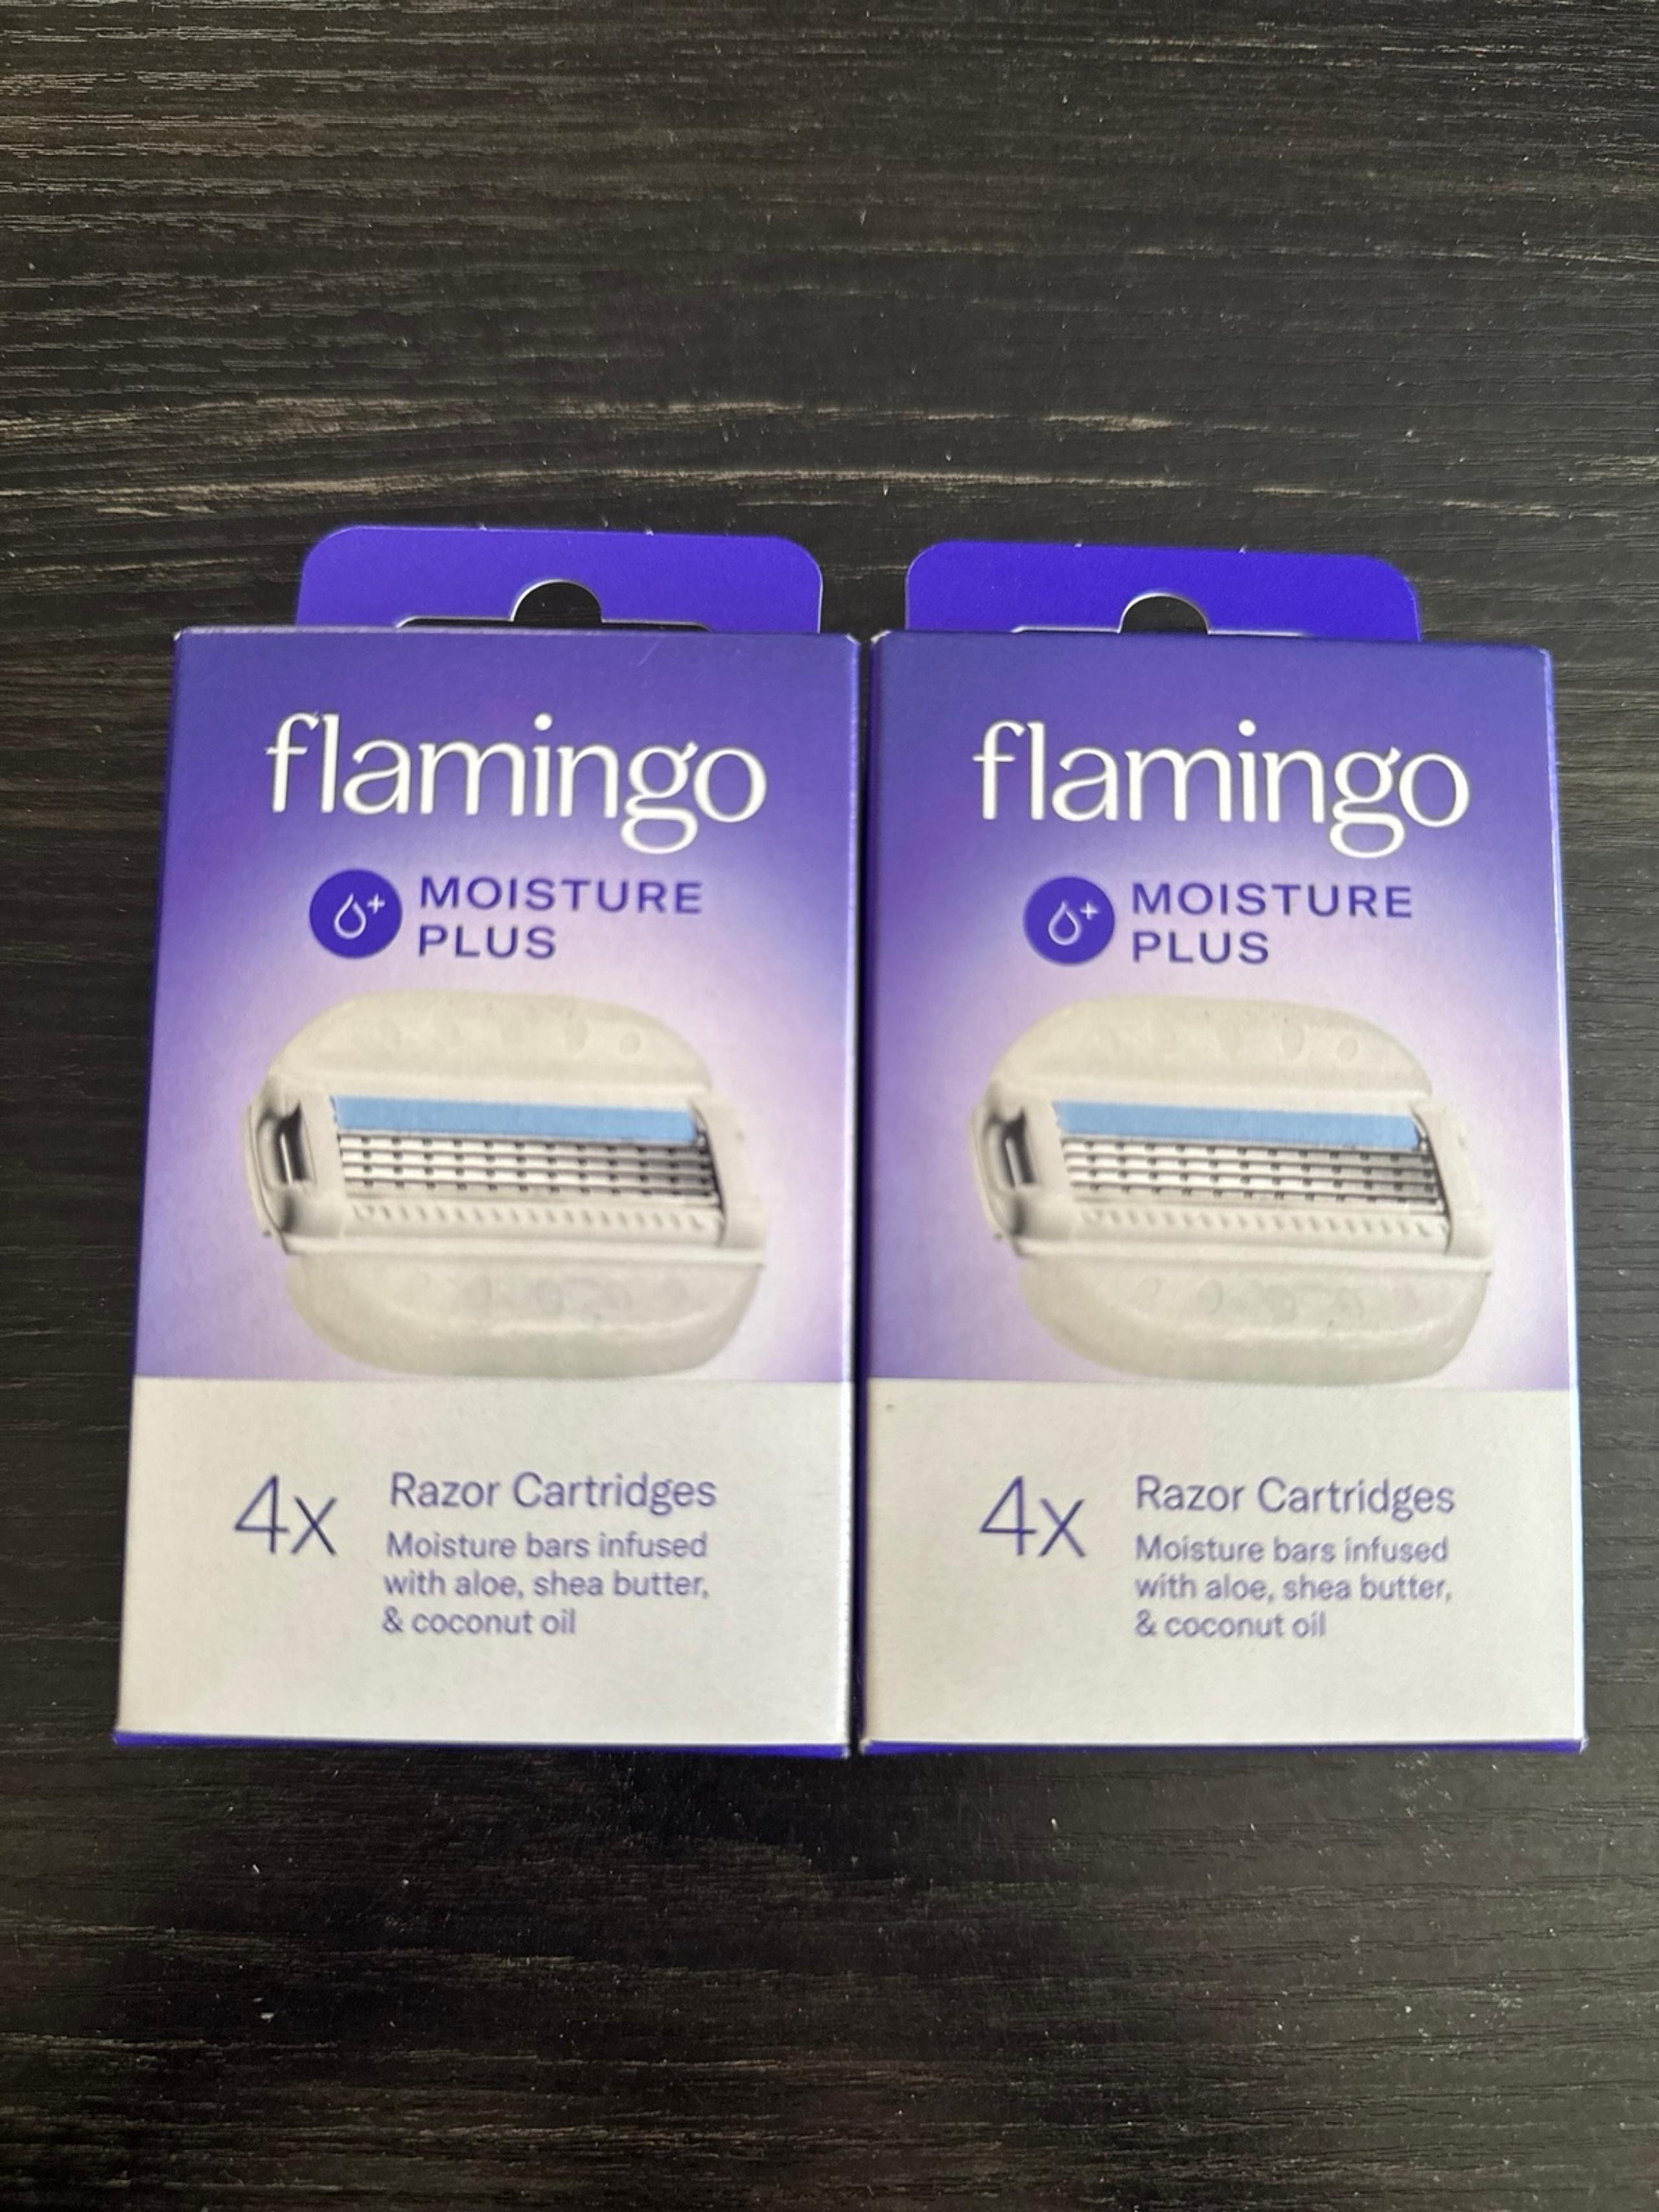 flamingo
MOISTURE
PLUS
4x
Razor Cartridges
Moisture bars infused
with aloe, shea butter,
& coconut oil
flamingo
MOISTURE
PLUS
4x
Razor Cartridges
Moisture bars infused
with aloe, shea butter,
& coconut oil